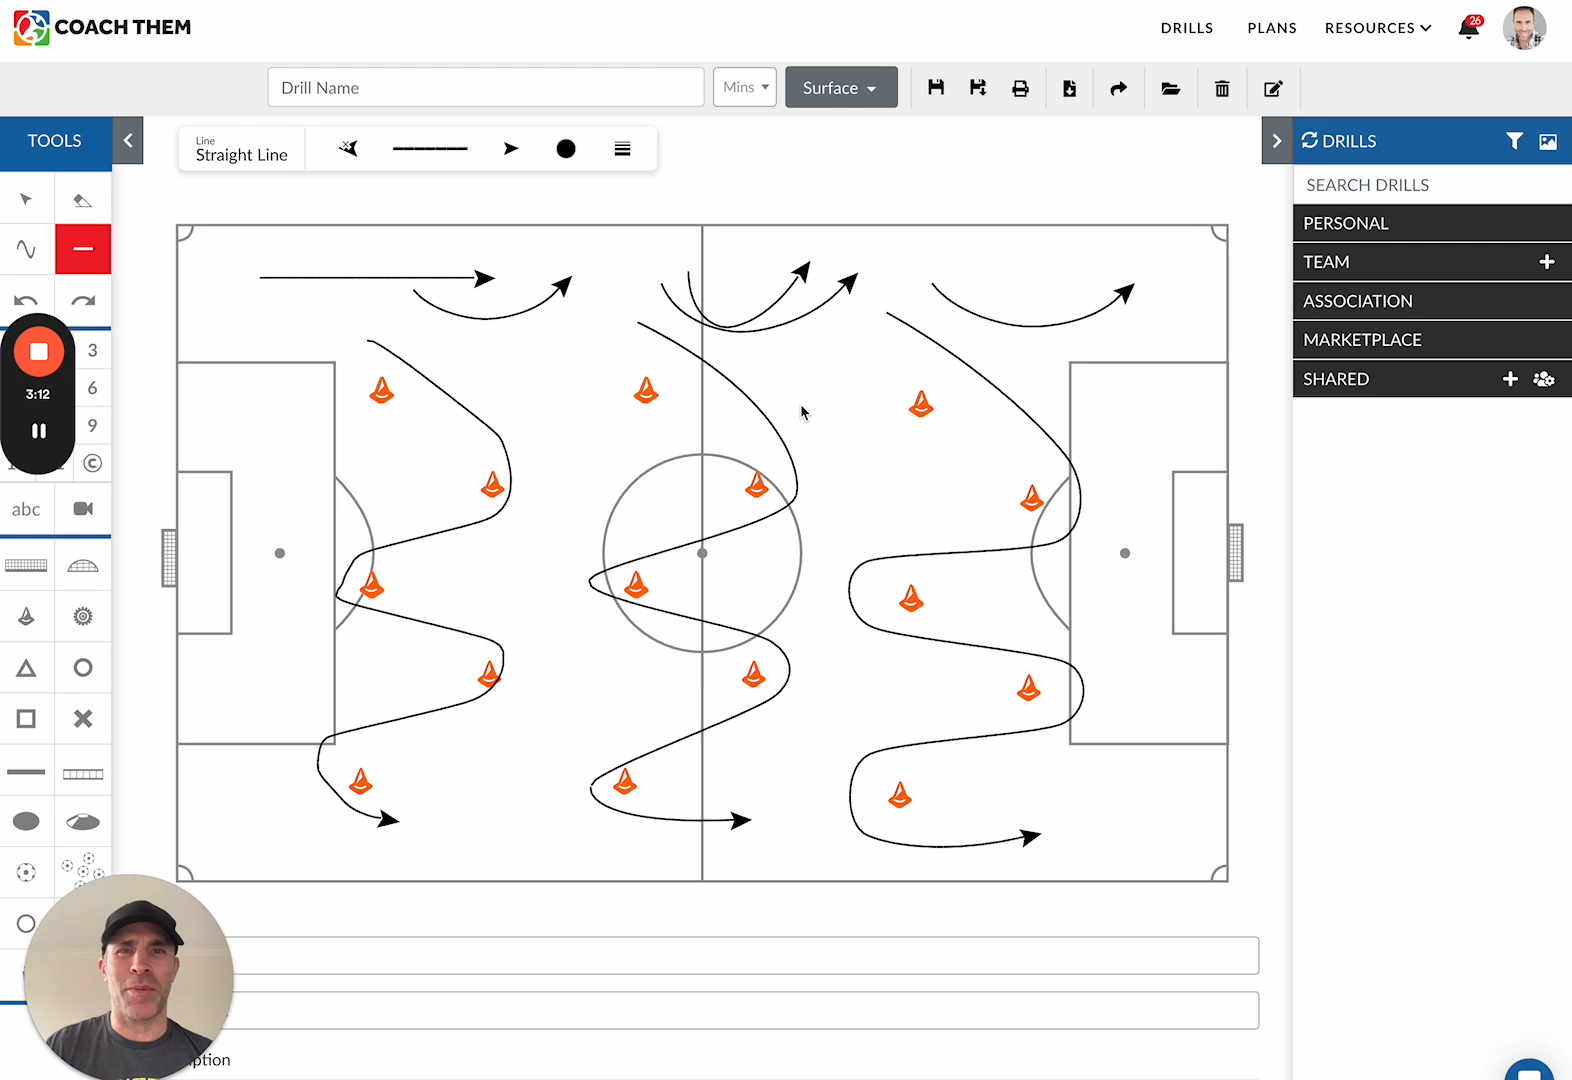 COACH THEM
DRILLS
PLANS
RESOURCES
26
Drill Name
Mins
Surface
TOOLS
Line
Straight Line
DRILLS
SEARCH DRILLS
PERSONAL
TEAM
ASSOCIATION
MARKETPLACE
SHARED
3
3:12
6
9
©
abc